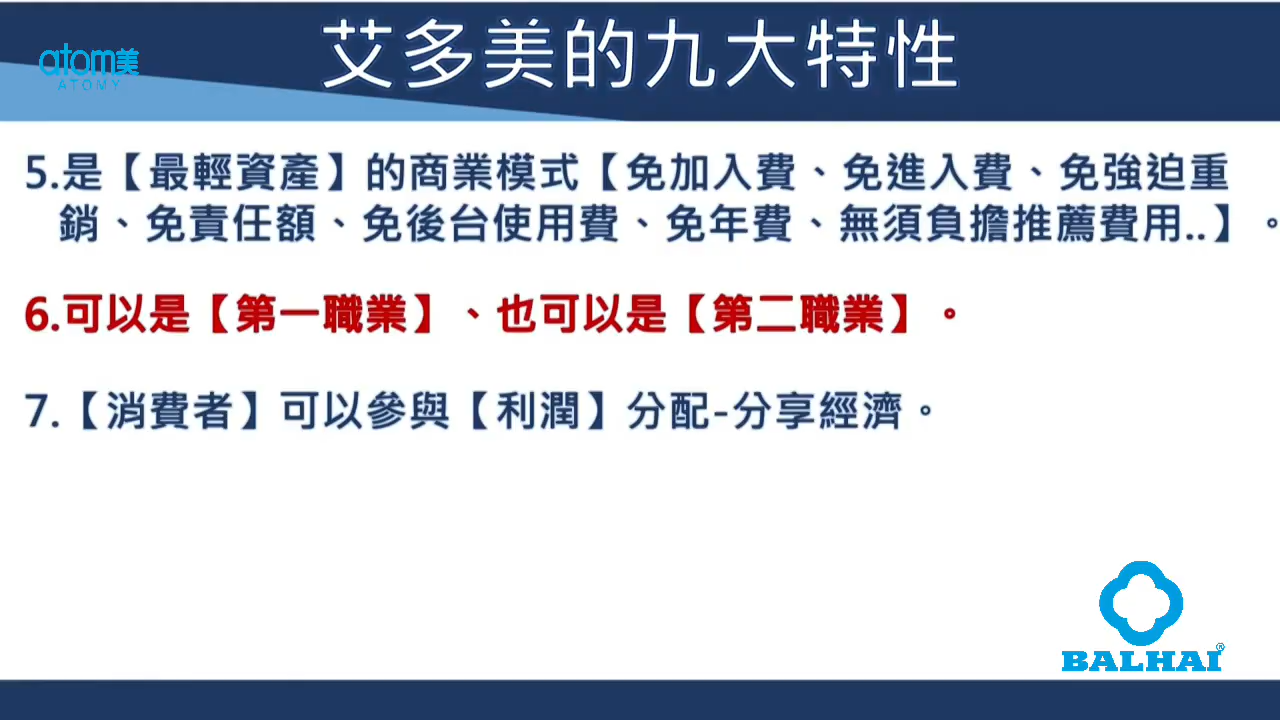 艾多美的九大特性
atom美
ATOMY
5.是【最輕資產】的商業模式【免加入費、免進入費、免強迫重
銷、免責任額、免後台使用費、免年費、無須負擔推薦費用..】。
6.可以是【第一職業】、也可以是【第二職業】。
7.【消費者】可以參與【利潤】分配-分享經濟。
BALHAI®